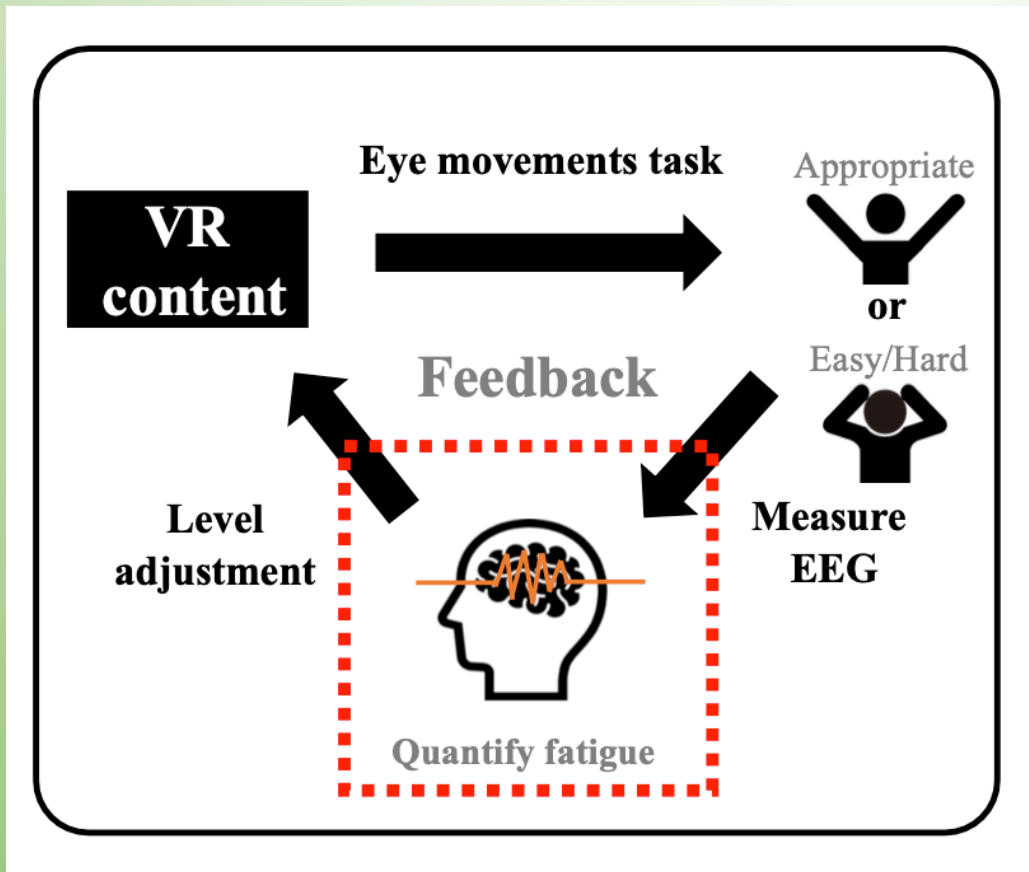 Eye movements task
VR
content
Appropriate
or
Easy/Hard
Feedback
Measure
EEG
Level
adjustment
Quantify fatigue